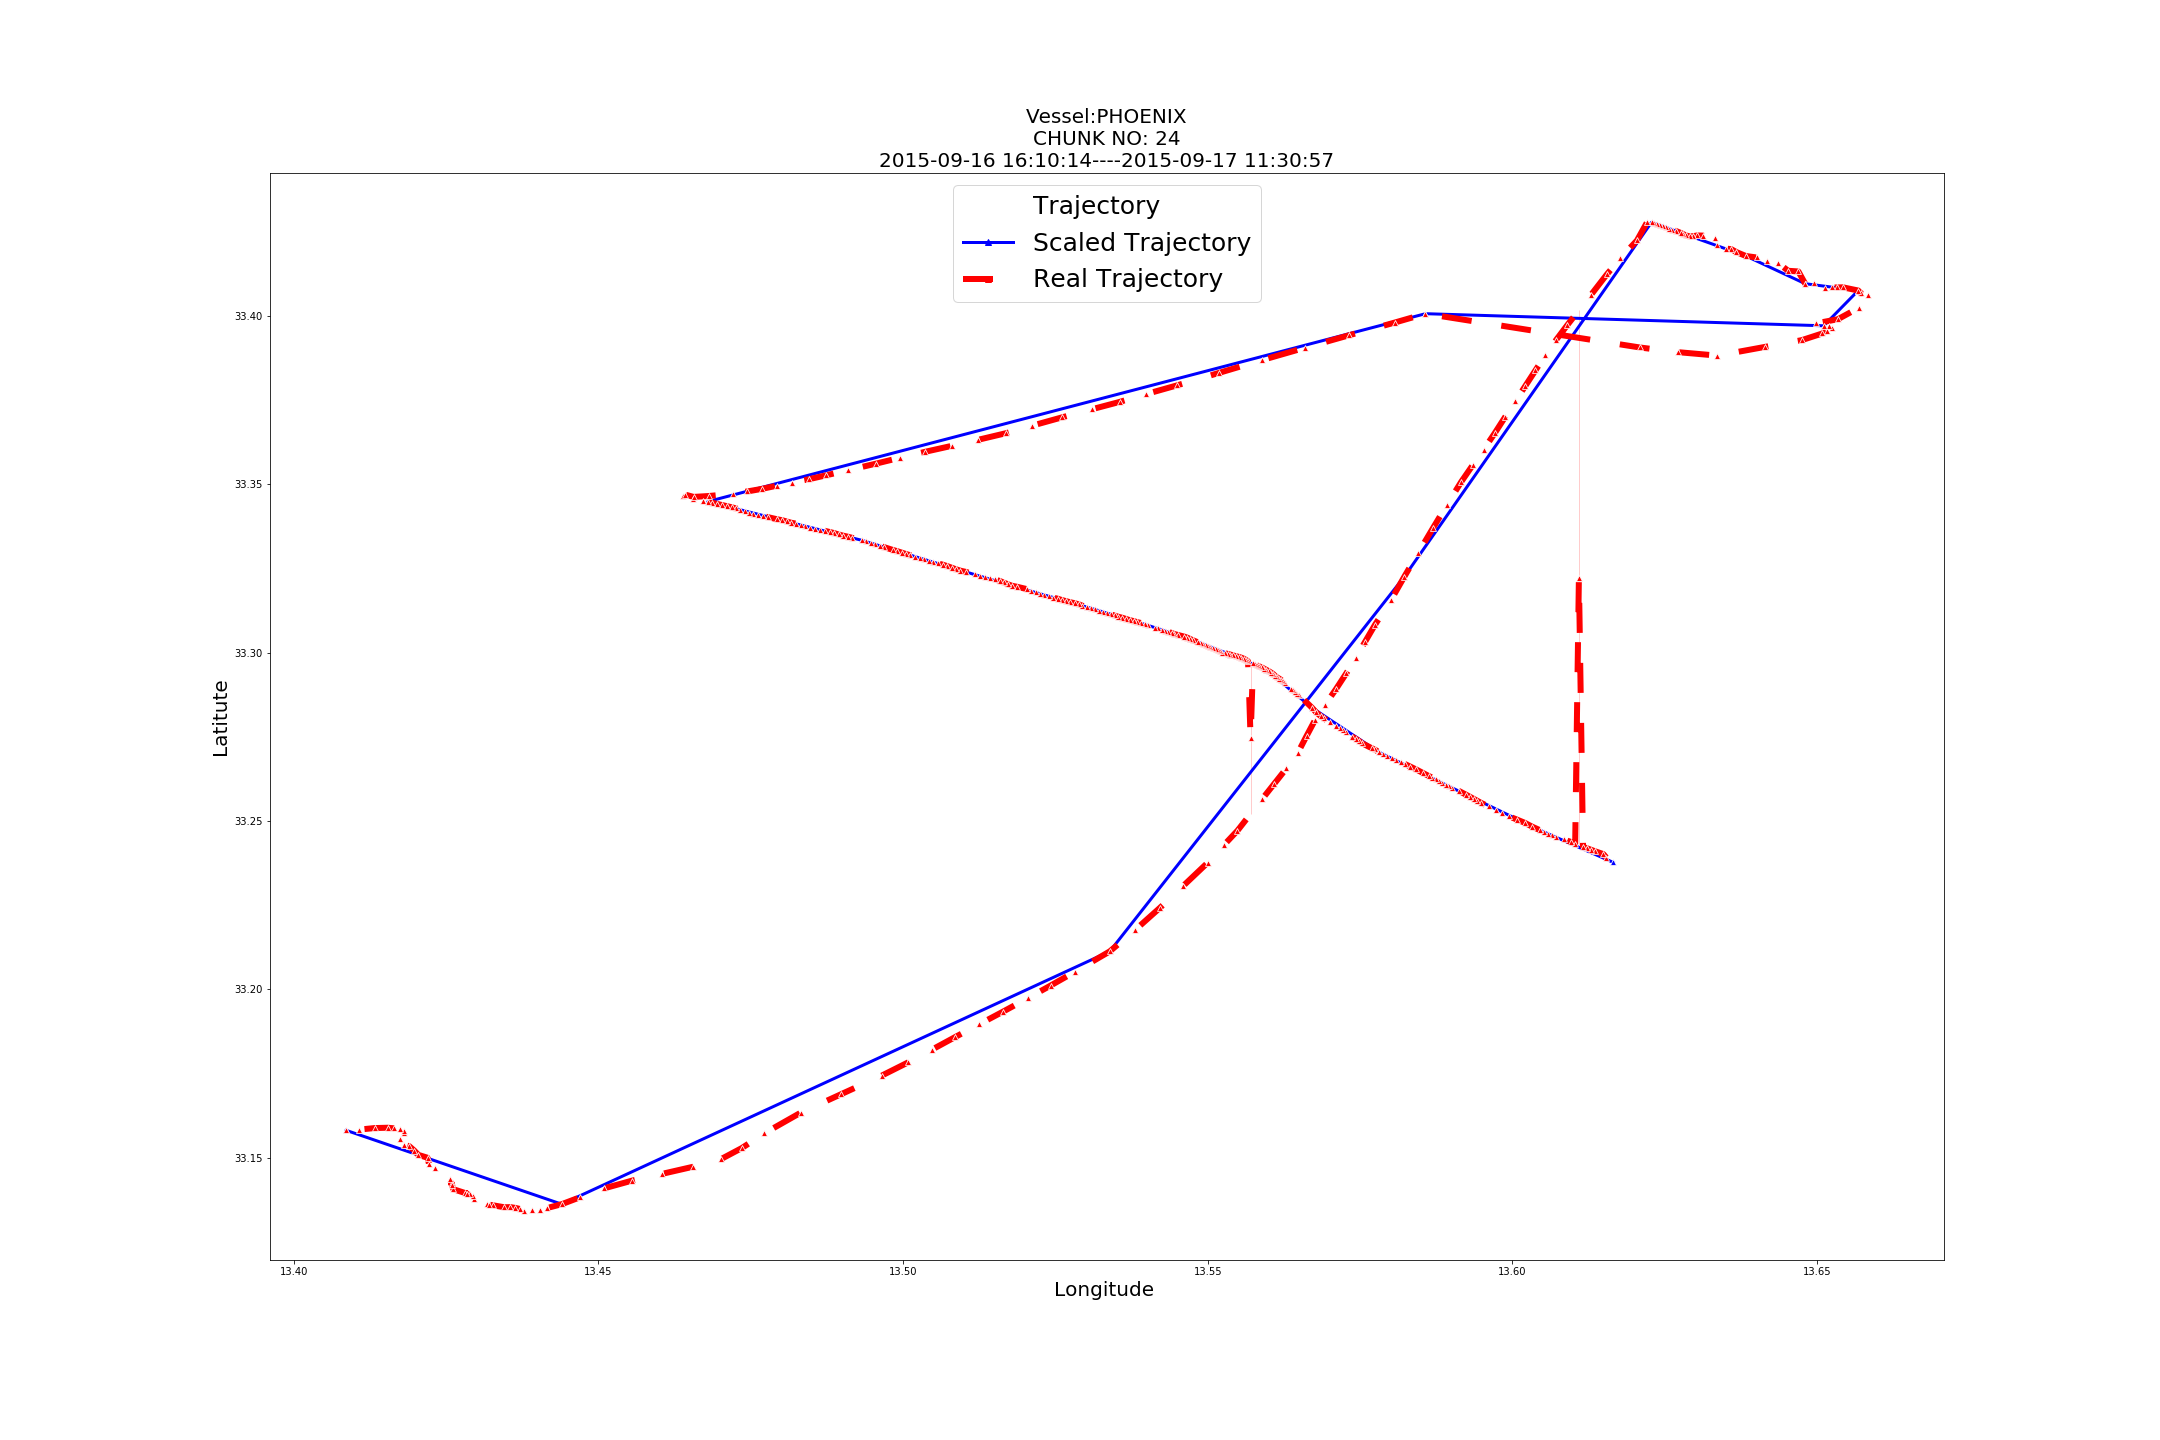 Vessel:PHOENIX
CHUNK NO: 24
2015-09-16 16:10:14----2015-09-17 11:30:57
Trajectory
Scaled Trajectory
Real Trajectory
33.40
33.35
33.30
33.25
33.20
33.15
Latitute
13.40 13.45 13.50 13.55 13.60 13.65
Longitude